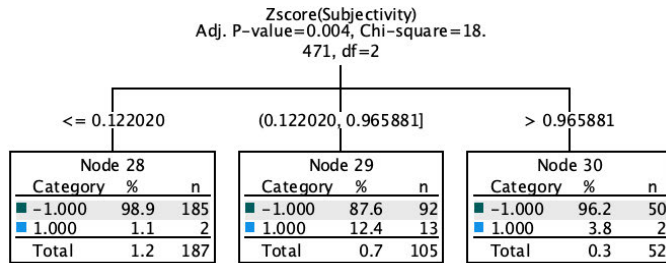 Zscore(Subjectivity)
Adj. P-value=0.004, Chi-square=18.
471, df=2
<= 0.122020
(0.122020, 0.965881]
> 0.965881
Node 28
Category % n
-1.000 98.9 185
1.000 1.1 2
Total 1.2 187
Node 29
Category % n
-1.000 87.6 92
1.000 12.4 13
Total 0.7 105
Node 30
Category % n
-1.000 96.2 50
1.000 3.8 2
Total 0.3 52